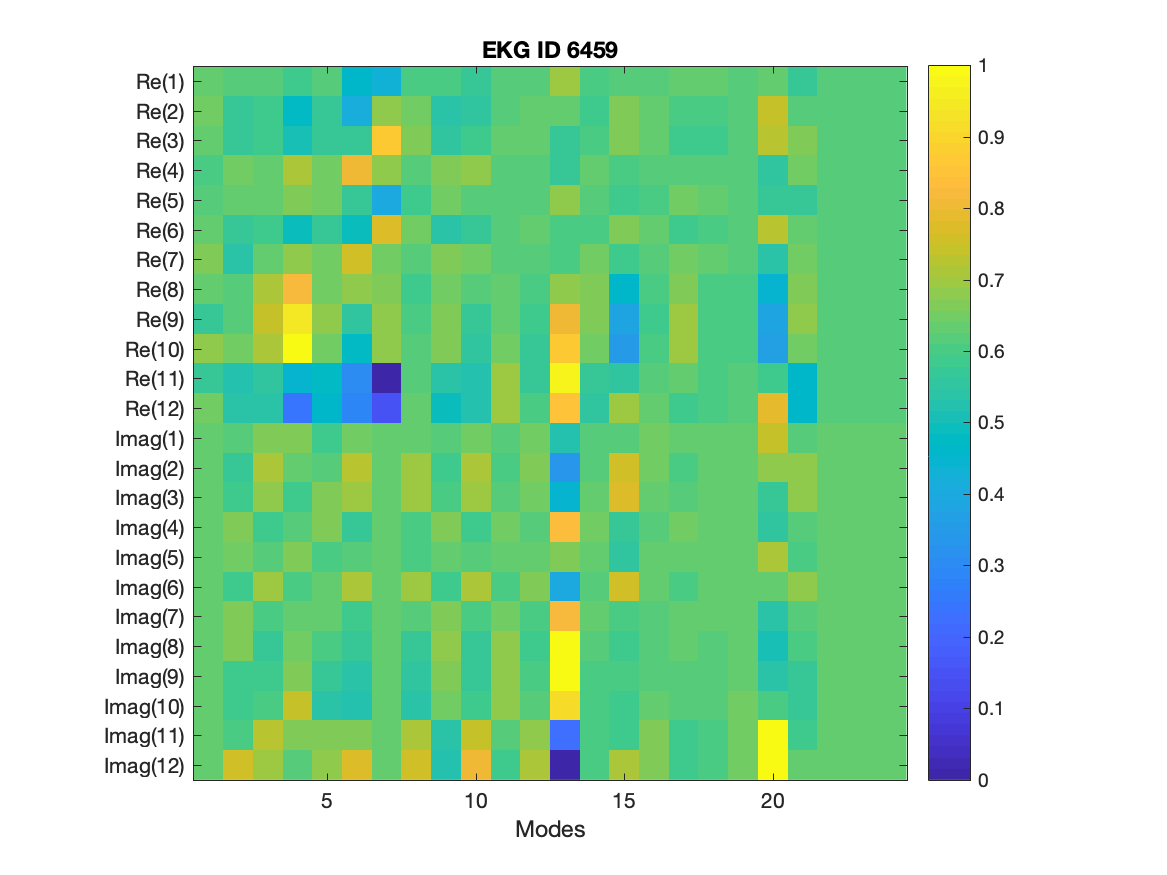 EKG ID 6459
Re(1)
Re(2)
Re(3)
Re(4)
Re(5)
Re(6)
Re(7)
Re(8)
Re(9)
Re(10)
Re(11)
Re(12)
Imag(1)
Imag(2)
Imag(3)
Imag(4)
Imag(5)
Imag(6)
Imag(7)
Imag(8)
Imag(9)
Imag(10)
Imag(11)
Imag(12)
5 10 15 20
Modes
1
0.9
0.8
0.7
0.6
0.5
0.4
0.3
0.2
0.1
0